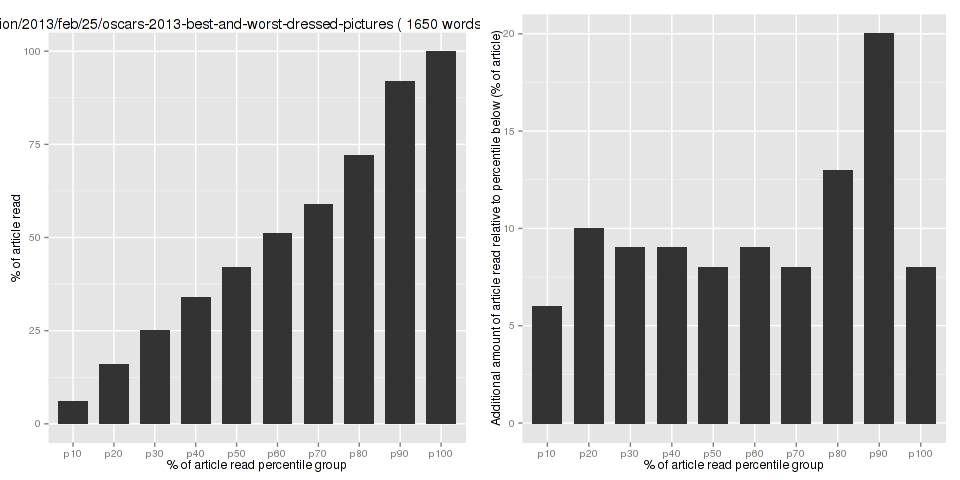 ion/2013/feb/25/oscars-2013-best-and-worst-dressed-pictures ( 1650 words
% of article read
100
75
50
25
0
p10 p20 p30 p40 p50 p60 p70 p80 p90 p100
% of article read percentile group
Additional amount of article read relative to percentile below (% of article)
20
15
10
5
0
p10 p20 p30 p40 p50 p60 p70 p80 p90 p100
% of article read percentile group